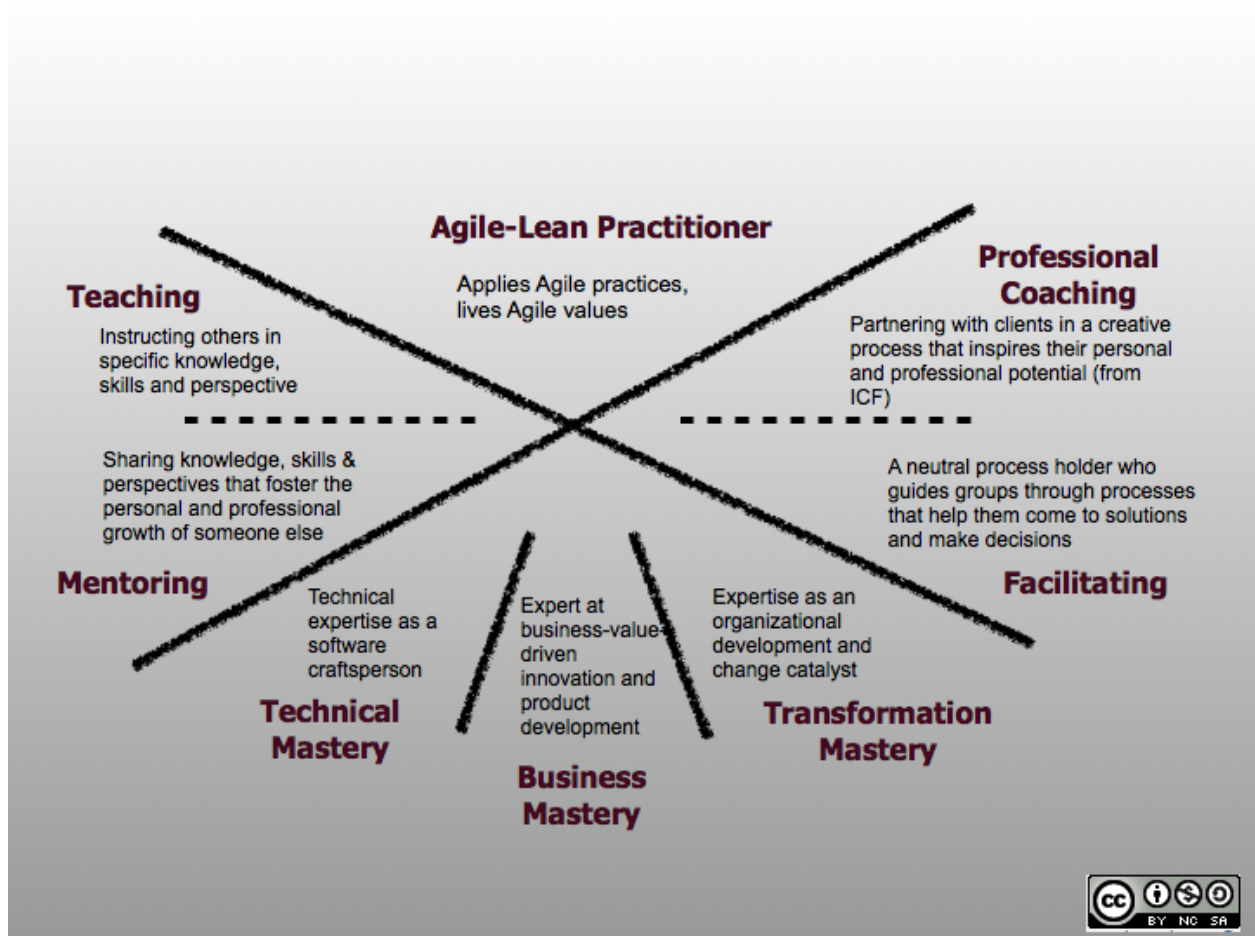 Agile-Lean Practitioner
Applies Agile practices,
lives Agile values
Teaching
Instructing others in
specific knowledge,
skills and perspective
Professional
Coaching
Partnering with clients in a creative
process that inspires their personal
and professional potential (from
ICF)
Sharing knowledge, skills &
perspectives that foster the
personal and professional
growth of someone else
Mentoring
A neutral process holder who
guides groups through processes
that help them come to solutions
and make decisions
Facilitating
Technical
expertise as a
software
craftsperson
Technical
Mastery
Expert at
business-value-
driven
innovation and
product
development
Business
Mastery
Expertise as an
organizational
development and
change catalyst
Transformation
Mastery
cc
BY NC SA